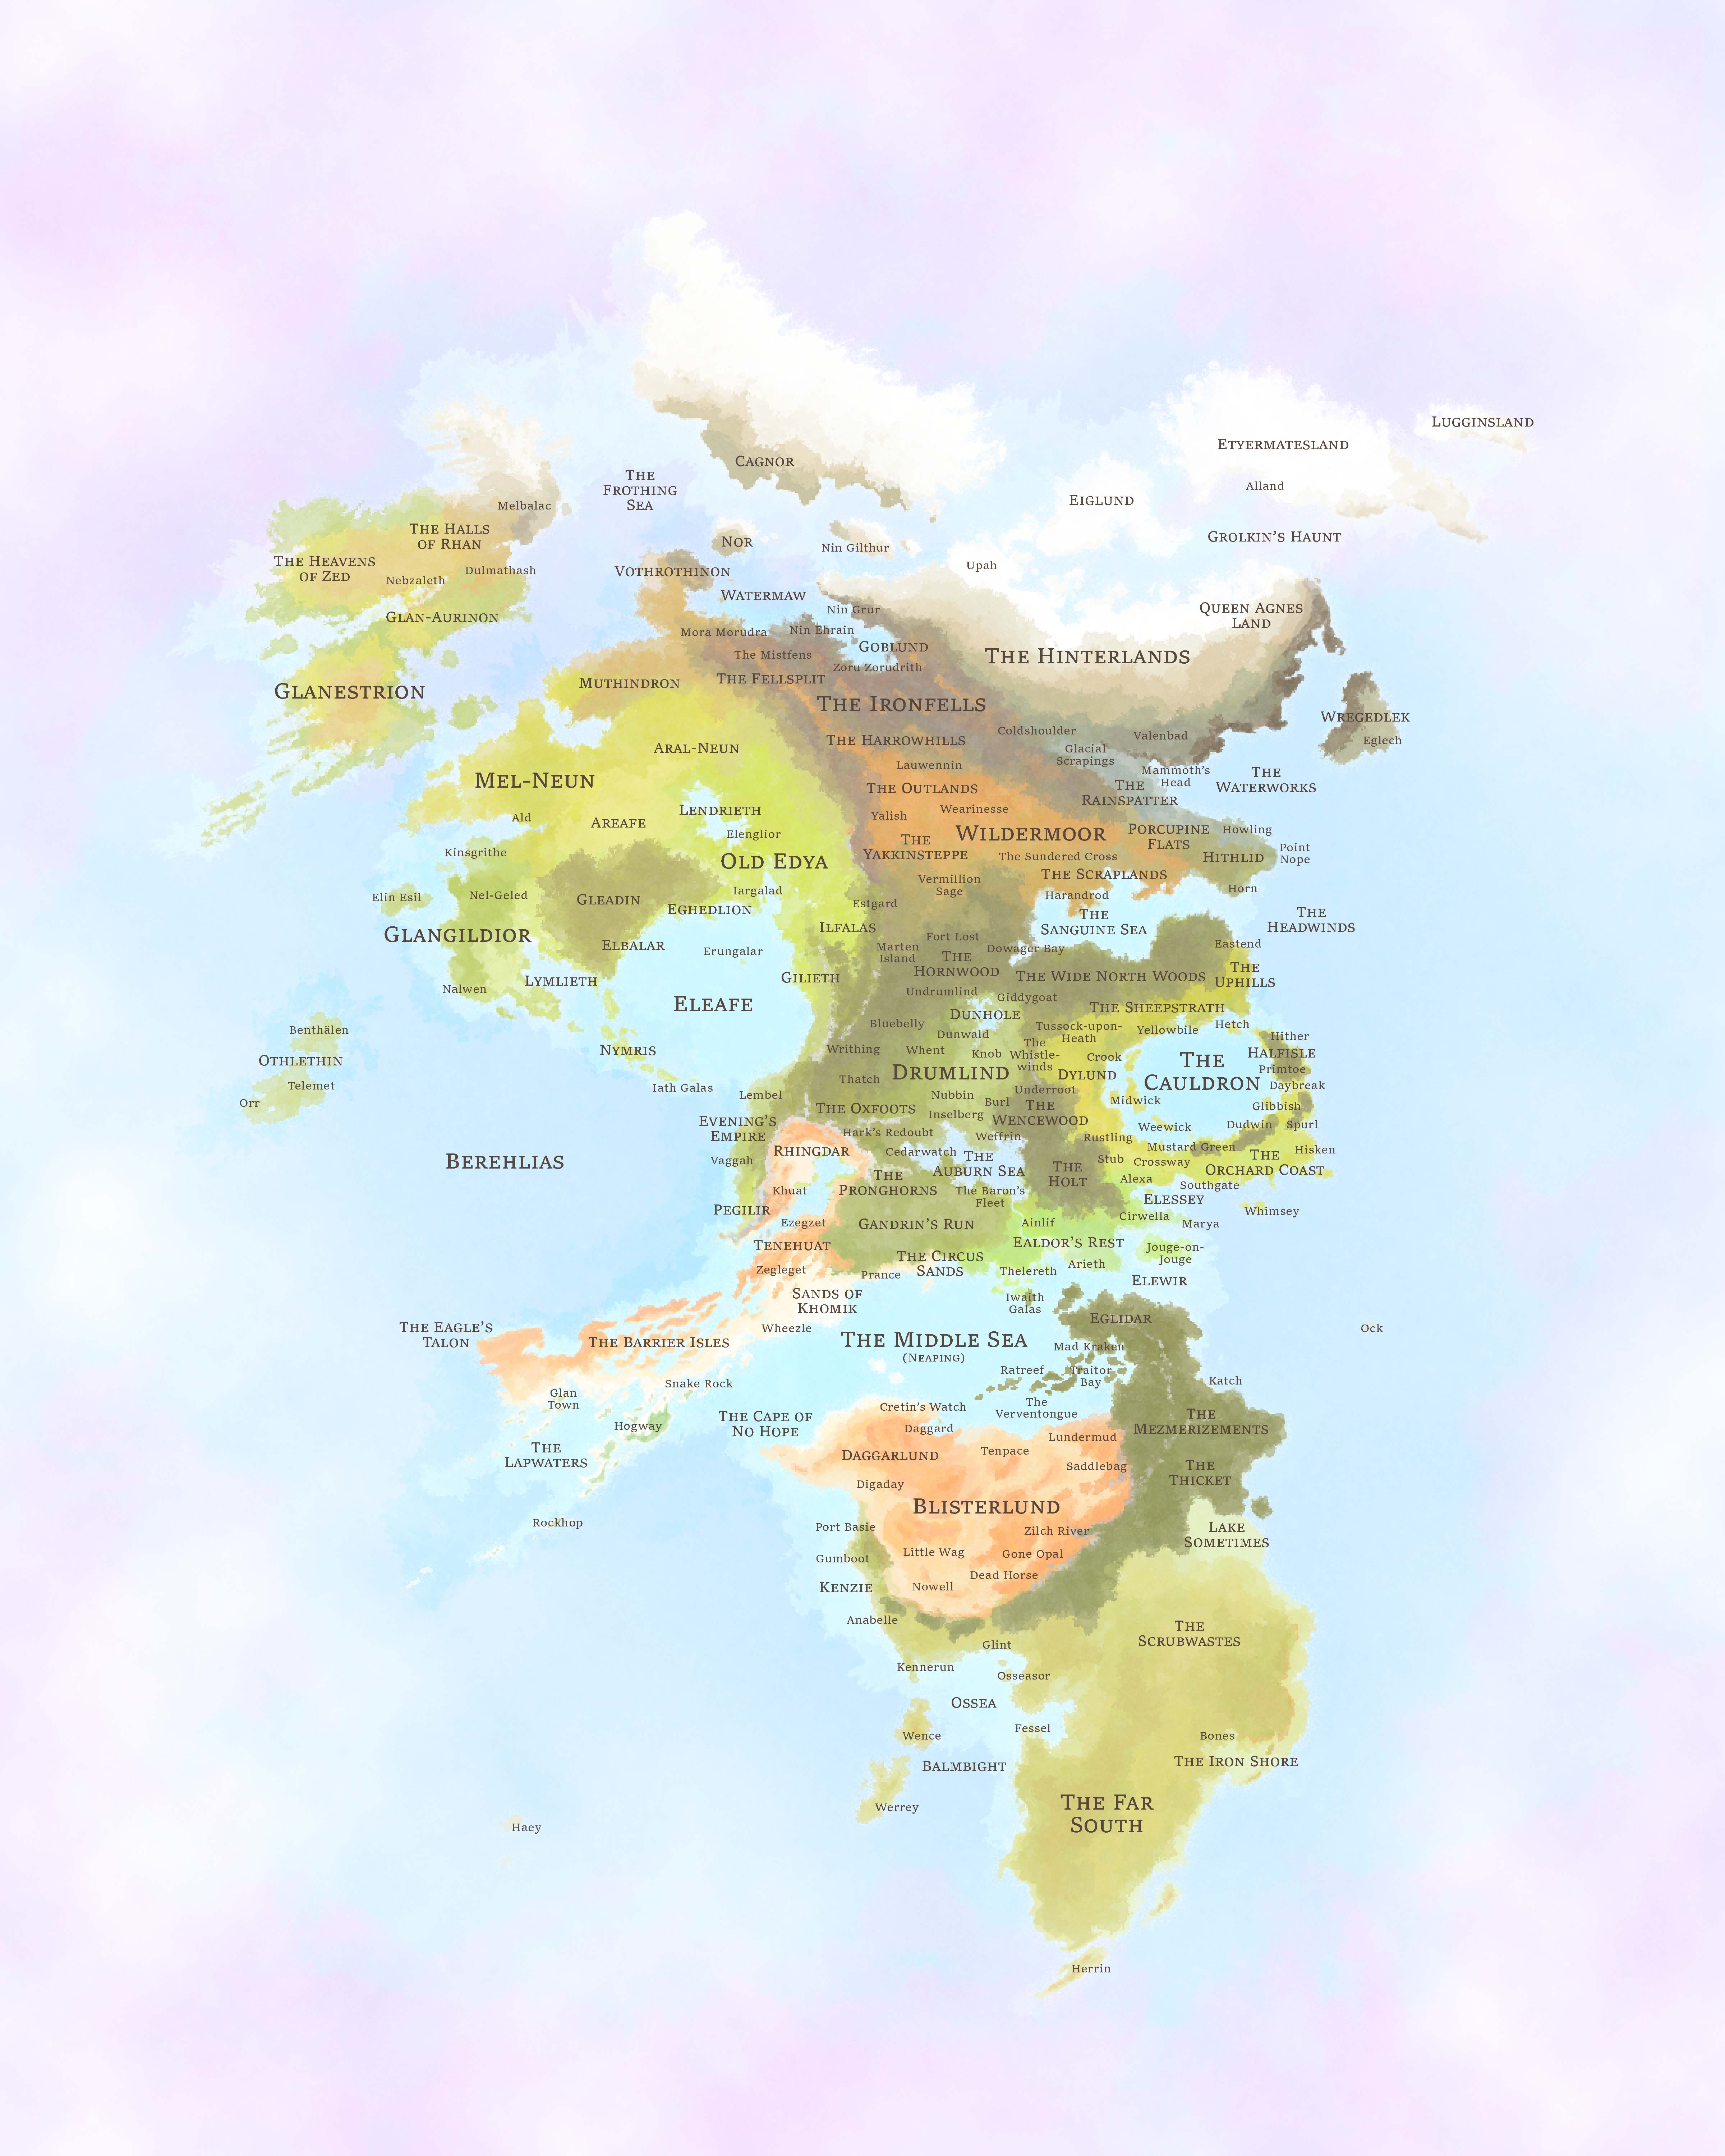 Lugginsland
Etyermatesland
Cagnor
The
Frothing
Sea
Alland
Eiglund
Melbalac
The Halls
of Rhan
Grolkin's Haunt
Nor
Nin Gilthur
The Heavens
of Zed
Upah
Dulmathash
Vothrothinon
Nebzaleth
Watermaw
Nin Grur
Queen Agnes
Land
Glan-Aurinon
Mora Morudra
Nin Ehrain
Goblund
The Mistfens
The Hinterlands
Zoru Zorudrith
The Fellsplit
Muthindron
Glanestrion
The Ironfells
Wregedlek
Coldshoulder
Valenbad
The Harrowhills
Eglech
Aral-Neun
Glacial
Scrapings
Lauwennin
Mammoth's
Head
The
Waterworks
Mel-Neun
The Outlands
The
Rainspatter
Lendrieth
Wearinesse
Ald
Yalish
Areafe
Elenglior
Wildermoor
Porcupine
Flats
Howling
The
Yakkinsteppe
Kinsgrithe
Point
Nope
The Sundered Cross
Hithlid
Old Edya
The Scraplands
Vermillion
Sage
Iargalad
Horn
Elin Esil
Nel-Geled
Harandrod
Gleadin
Estgard
Eghedlion
The
Sanguine Sea
The
Headwinds
Ilfalas
Glangildior
Fort Lost
Elbalar
Erungalar
Marten
Island
Dowager Bay
Eastend
The
Hornwood
The Wide North Woods
The
Uphills
Lymlieth
Gilieth
Nalwen
Undrumlind
Giddygoat
Eleafe
The Sheepstrath
Dunhole
Bluebelly
Tussock-upon-
Heath
Yellowbile
Hetch
Benthälen
Dunwald
Hither
The
Whistle-
winds
Nymris
Writhing
Whent
Knob
Crook
Halfisle
Othlethin
The
Cauldron
Primtoe
Drumlind
Dylund
Thatch
Telemet
Iath Galas
Daybreak
Underroot
Lembel
Nubbin
Burl
Midwick
Orr
The Oxfoots
Inselberg
The
Wencewood
Glibbish
Evening's
Empire
Weewick
Dudwin
Spurl
Hark's Redoubt
Weffrin
Rustling
Rhingdar
Cedarwatch
Mustard Green
Hisken
Berehlias
Vaggah
The
Auburn Sea
Stub
Crossway
The
Orchard Coast
The
Pronghorns
The
Holt
Alexa
Khuat
The Baron's
Fleet
Southgate
Elessey
Pegilir
Whimsey
Ezegzet
Gandrin's Run
Ainlif
Cirwella
Marya
Tenehuat
Ealdor's Rest
Jouge-on-
Jouge
The Circus
Sands
Zegleget
Prance
Thelereth
Arieth
Elewir
Sands of
Khomik
Iwaith
Galas
Eglidar
The Eagle's
Talon
Wheezle
Ock
The Barrier Isles
The Middle Sea
(Neaping)
Mad Kraken
Snake Rock
Ratreef
Traitor
Bay
Katch
Glan
Town
Cretin's Watch
The
Verventongue
Hogway
The Cape of
No Hope
Daggard
The
Mezmerizements
Lundermud
The
Lapwaters
Daggarlund
Tenpace
Saddlebag
The
Thicket
Digaday
Blisterlund
Rockhop
Port Basie
Zilch River
Lake
Sometimes
Gumboot
Little Wag
Gone Opal
Dead Horse
Kenzie
Nowell
Anabelle
The
Scrubwastes
Glint
Kennerun
Osseasor
Ossea
Fessel
Wence
Bones
Balmbight
The Iron Shore
The Far
South
Werrey
Haey
Herrin